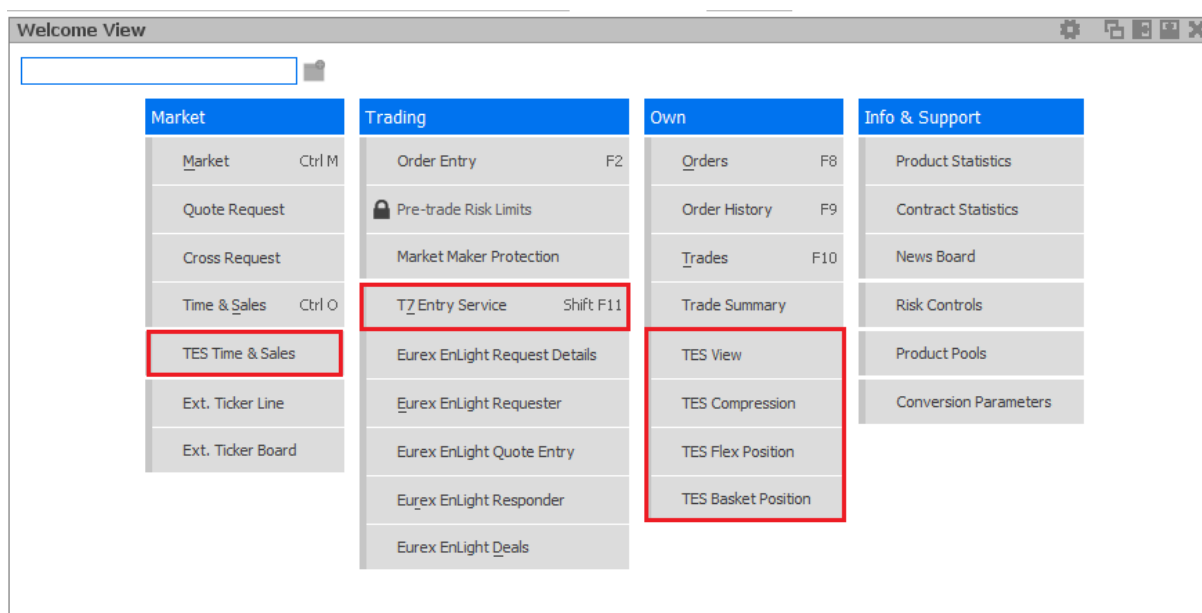 Welcome View
Market
Market Ctrl M
Quote Request
Cross Request
Time & Sales Ctrl O
TES Time & Sales
Ext. Ticker Line
Ext. Ticker Board
Trading
Order Entry F2
Pre-trade Risk Limits
Market Maker Protection
T7 Entry Service Shift F11
Eurex EnLight Request Details
Eurex EnLight Requester
Eurex EnLight Quote Entry
Eurex EnLight Responder
Eurex EnLight Deals
Own
Orders F8
Order History F9
Trades F10
Trade Summary
TES View
TES Compression
TES Flex Position
TES Basket Position
Info & Support
Product Statistics
Contract Statistics
News Board
Risk Controls
Product Pools
Conversion Parameters